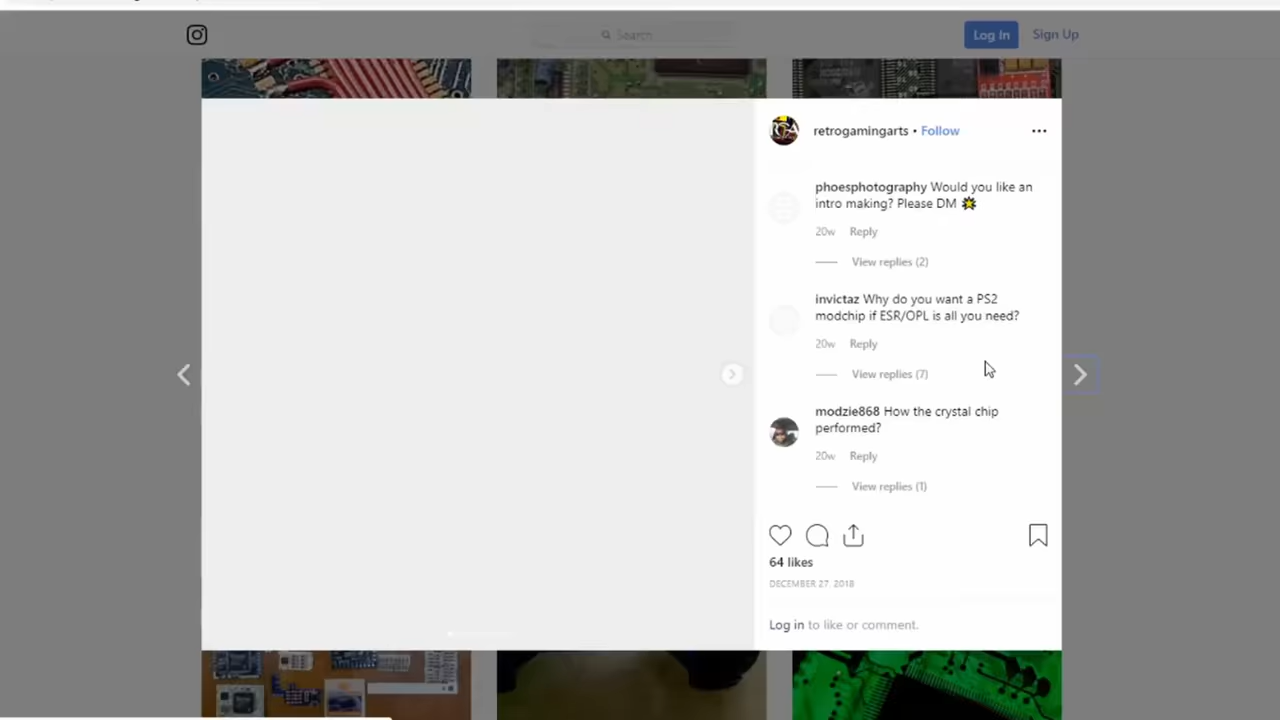 Search
Log In
Sign Up
retrogamingarts • Follow
phoesphotography Would you like an
intro making? Please DM
20w Reply
View replies (2)
invictaz Why do you want a PS2
modchip if ESR/OPL is all you need?
20w Reply
View replies (7)
modzie868 How the crystal chip
performed?
20w Reply
View replies (1)
64 likes
DECEMBER 27, 2018
Log in to like or comment.